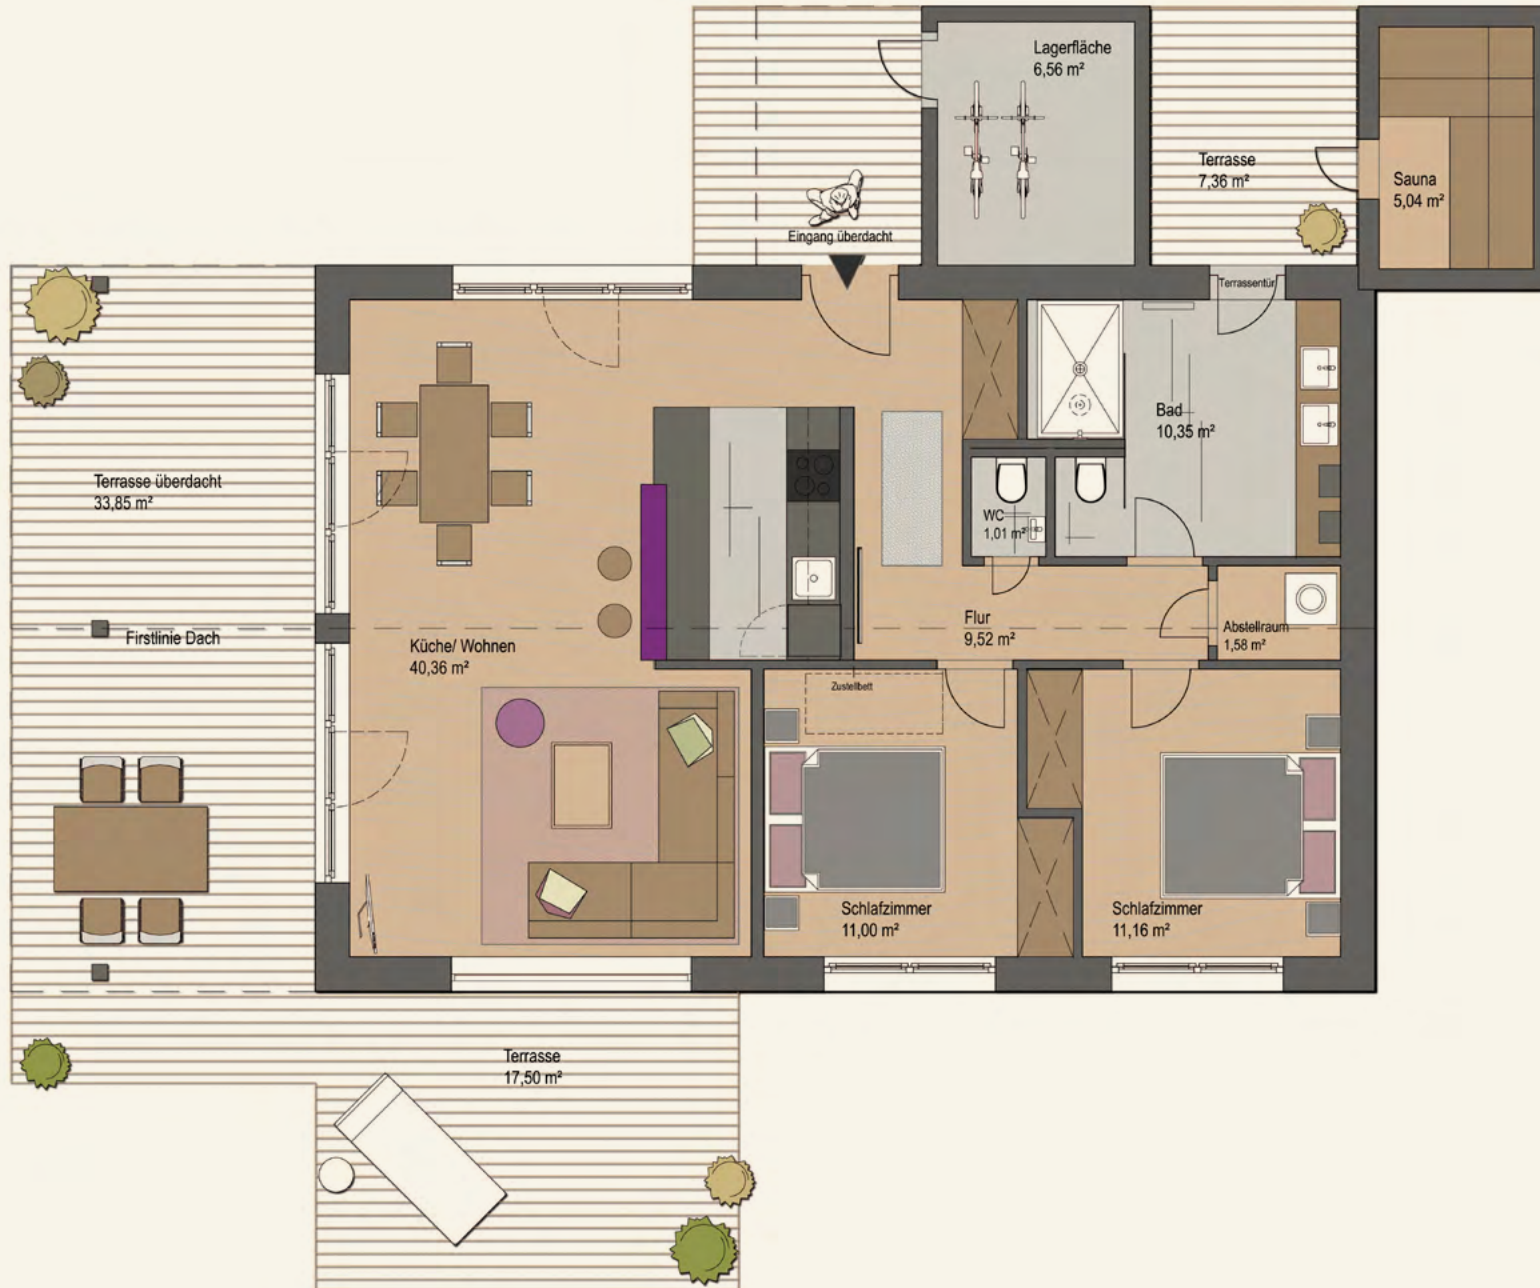 Lagerfläche
6,56 m²
Terrasse
7,36 m²
Sauna
5,04 m²
Eingang überdacht
Terrassentür
Bad
10,35 m²
Terrasse überdacht
33,85 m²
WC
1,01 m²
Firstlinie Dach
Küche/ Wohnen
40,36 m²
Flur
9,52 m²
Abstellraum
1,58 m²
Zustellbett
Schlafzimmer
11,00 m²
Schlafzimmer
11,16 m²
Terrasse
17,50 m²